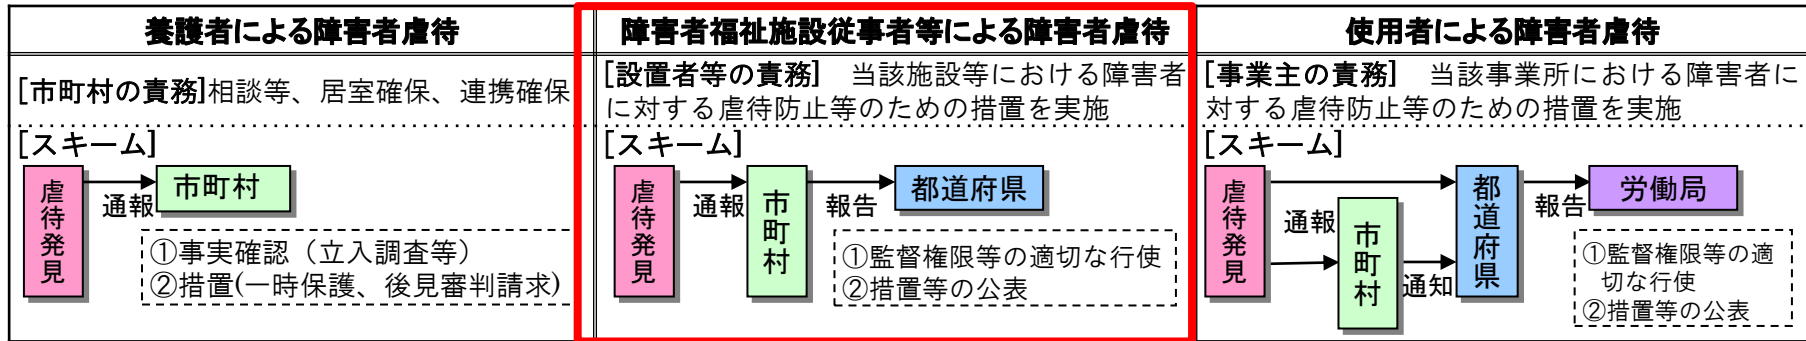 養護者による障害者虐待
[市町村の責務]相談等、居室確保、連携確保
[スキーム]
虐待発見
通報
市町村
①事実確認（立入調査等）
②措置(一時保護、後見審判請求)
障害者福祉施設従事者等による障害者虐待
[設置者等の責務]　当該施設等における障害者
に対する虐待防止等のための措置を実施
[スキーム]
虐待発見
通報
市町村
報告
都道府県
①監督権限等の適切な行使
②措置等の公表
使用者による障害者虐待
[事業主の責務]　当該事業所における障害者に
対する虐待防止等のための措置を実施
[スキーム]
虐待発見
通報
市町村
通知
都道府県
報告
労働局
①監督権限等の適
切な行使
②措置等の公表